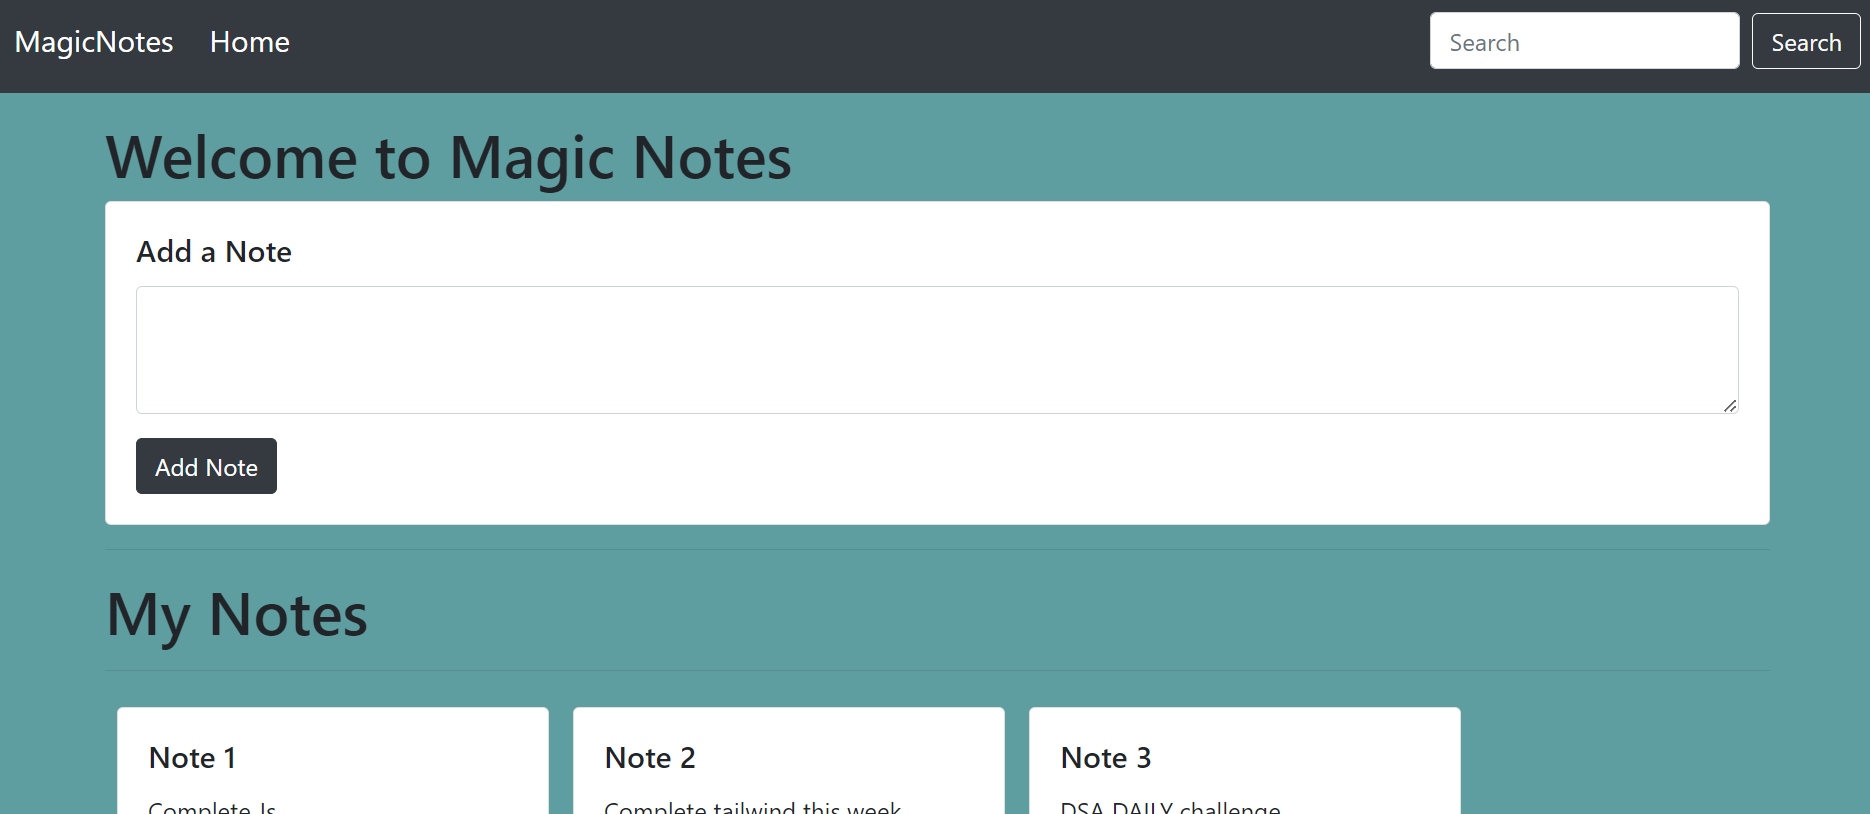 MagicNotes Home Search Search
Welcome to Magic Notes
Add a Note
Add Note
My Notes
Note 1 Note 2 Note 3
Complete Js Complete tailwind this week DSA DAILY challenge